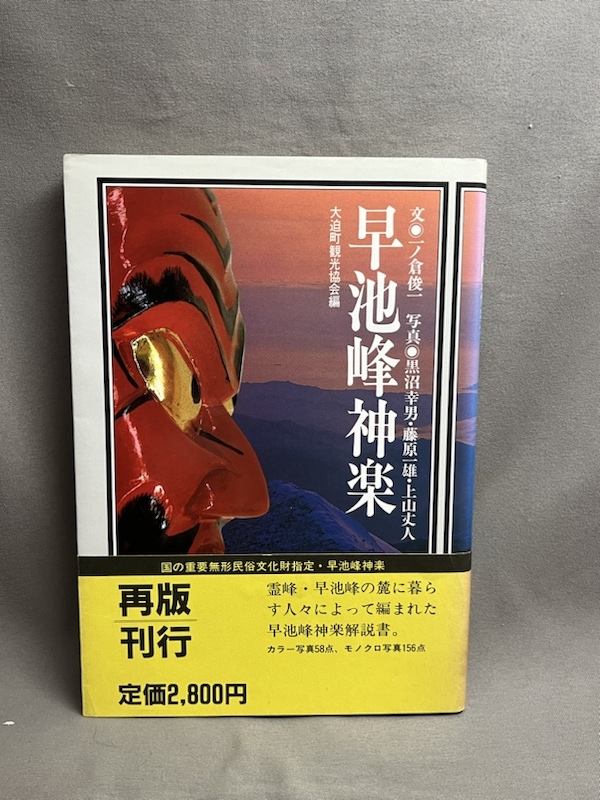 文◉一ノ倉俊一 写真◉黒沼幸男・藤原一雄・上山丈人
早池峰神楽
大迫町観光協会編
国の重要無形民俗文化財指定・早池峰神楽
再版
刊行
定価2,800円
霊峰・早池峰の麓に暮ら
す人々によって編まれた
早池峰神楽解説書。
カラー写真58点、モノクロ写真156点